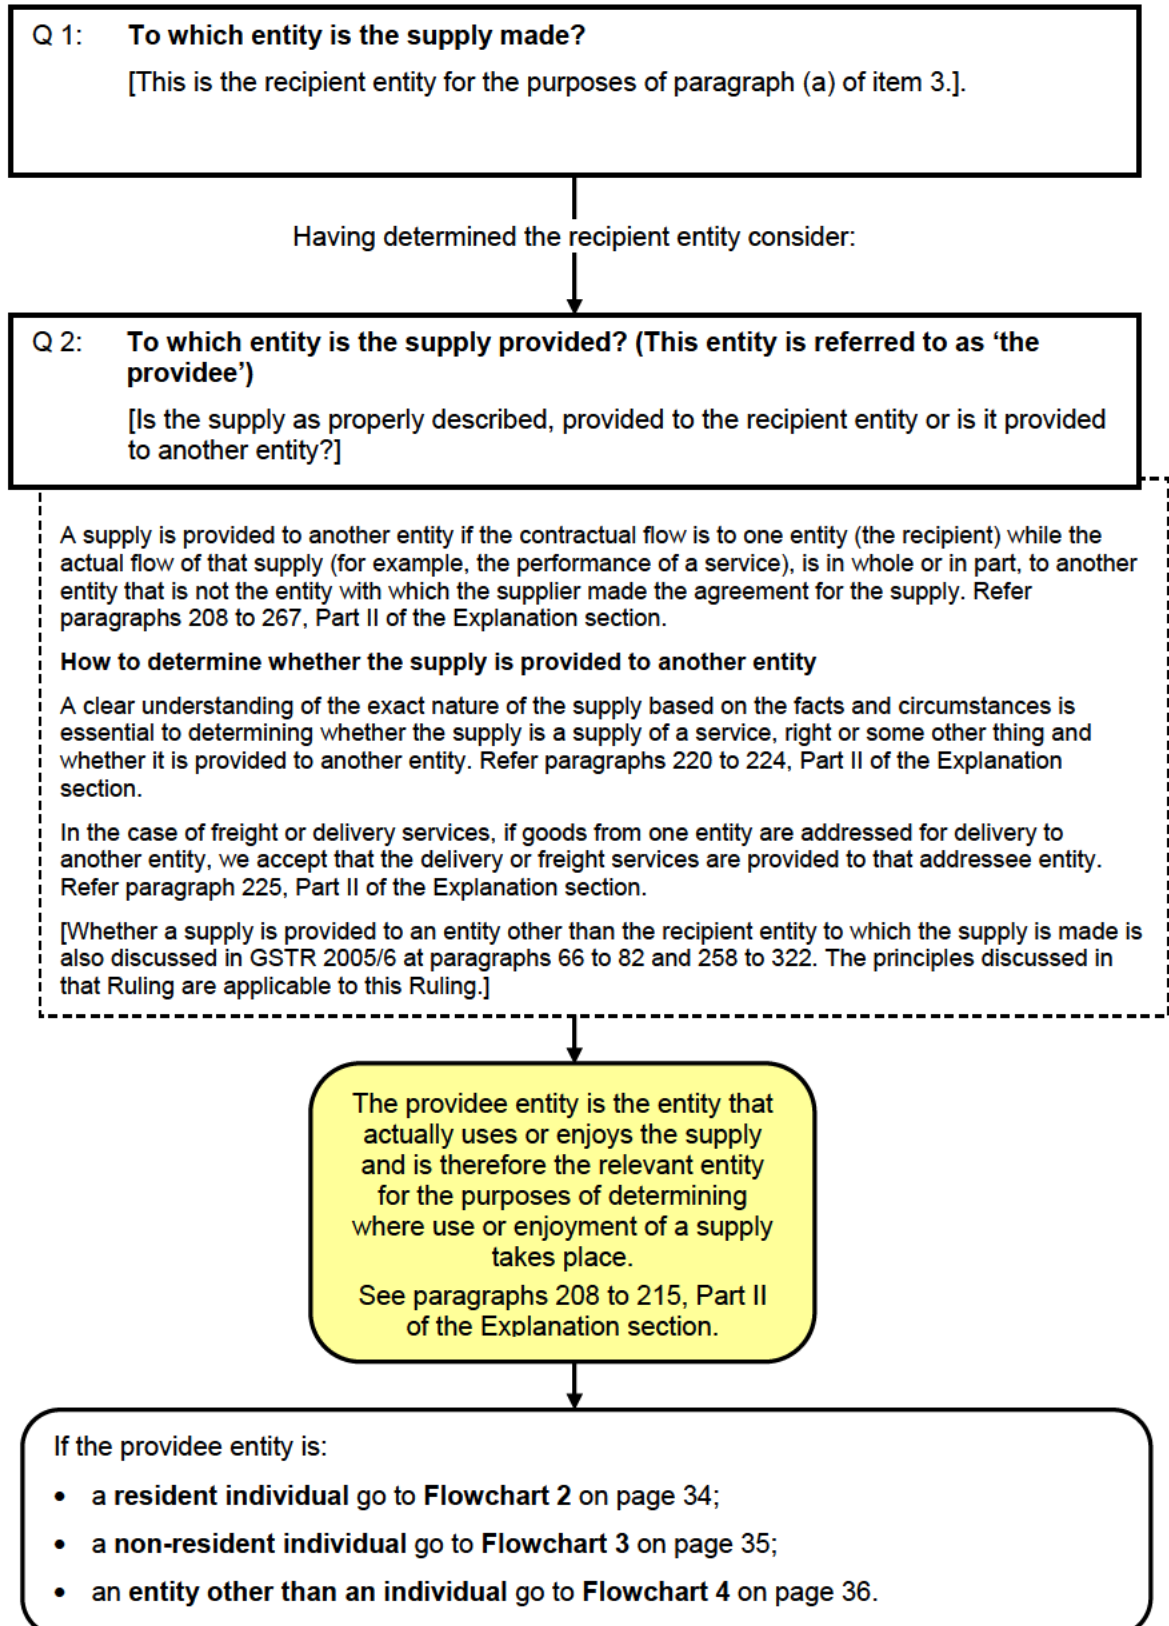 Q 1: To which entity is the supply made?
[This is the recipient entity for the purposes of paragraph (a) of item 3.].
Having determined the recipient entity consider:
Q 2: To which entity is the supply provided? (This entity is referred to as ‘the
providee’)
[Is the supply as properly described, provided to the recipient entity or is it provided
to another entity?]
A supply is provided to another entity if the contractual flow is to one entity (the recipient) while the
actual flow of that supply (for example, the performance of a service), is in whole or in part, to another
entity that is not the entity with which the supplier made the agreement for the supply. Refer
paragraphs 208 to 267, Part II of the Explanation section.
How to determine whether the supply is provided to another entity
A clear understanding of the exact nature of the supply based on the facts and circumstances is
essential to determining whether the supply is a supply of a service, right or some other thing and
whether it is provided to another entity. Refer paragraphs 220 to 224, Part II of the Explanation
section.
In the case of freight or delivery services, if goods from one entity are addressed for delivery to
another entity, we accept that the delivery or freight services are provided to that addressee entity.
Refer paragraph 225, Part II of the Explanation section.
[Whether a supply is provided to an entity other than the recipient entity to which the supply is made is
also discussed in GSTR 2005/6 at paragraphs 66 to 82 and 258 to 322. The principles discussed in
that Ruling are applicable to this Ruling.]
The providee entity is the entity that
actually uses or enjoys the supply
and is therefore the relevant entity
for the purposes of determining
where use or enjoyment of a supply
takes place.
See paragraphs 208 to 215, Part II
of the Explanation section.
If the providee entity is:
• a resident individual go to Flowchart 2 on page 34;
• a non-resident individual go to Flowchart 3 on page 35;
• an entity other than an individual go to Flowchart 4 on page 36.